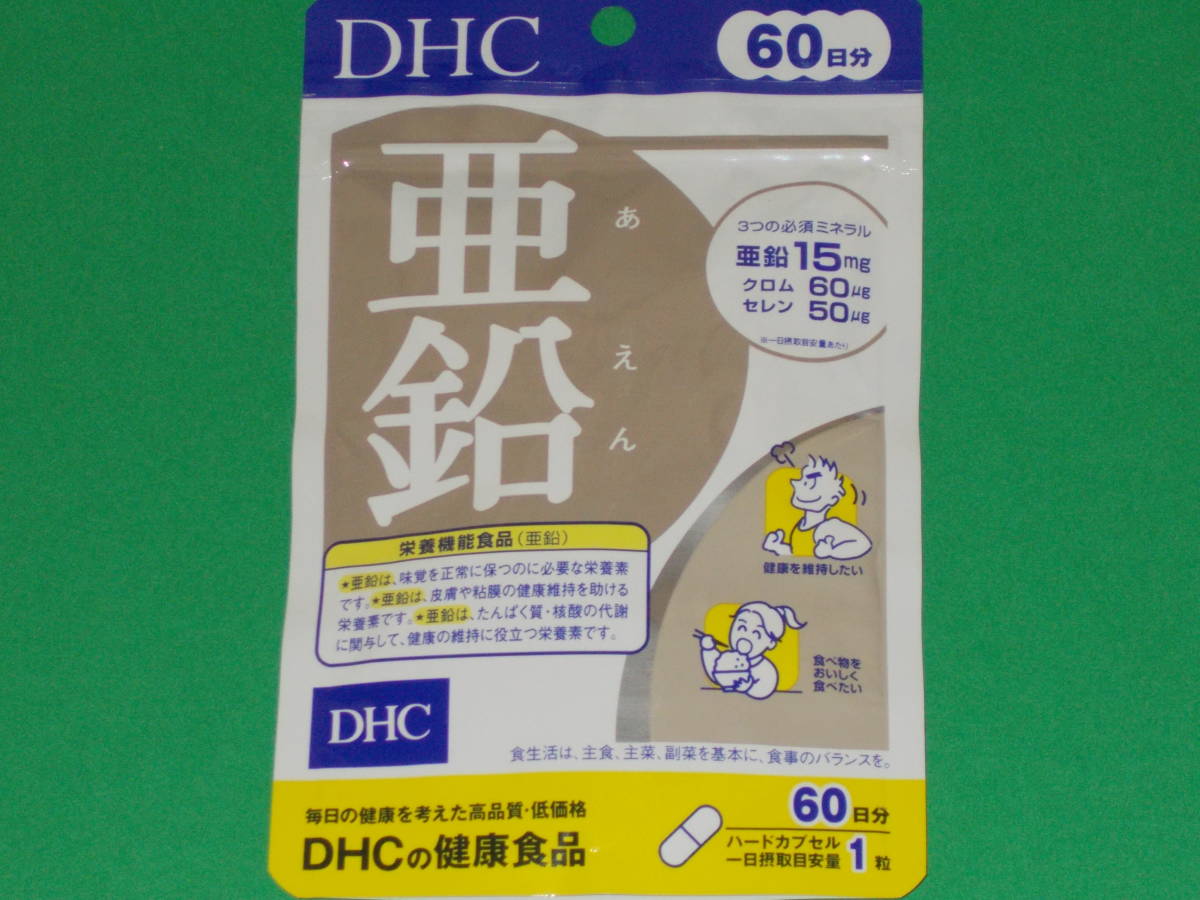 DHC
60日分
亜鉛
あえん
3つの必須ミネラル
亜鉛15mg
クロム 60μg
セレン 50μg
※一日摂取目安量あたり
健康を維持したい
食べ物を
おいしく
食べたい
栄養機能食品(亜鉛)
★亜鉛は、味覚を正常に保つのに必要な栄養素
です。★亜鉛は、皮膚や粘膜の健康維持を助ける
栄養素です。★亜鉛は、たんぱく質・核酸の代謝
に関与して、健康の維持に役立つ栄養素です。
DHC
食生活は、主食、主菜、副菜を基本に、食事のバランスを。
毎日の健康を考えた高品質・低価格
DHCの健康食品
60日分
ハードカプセル
一日摂取目安量 1粒